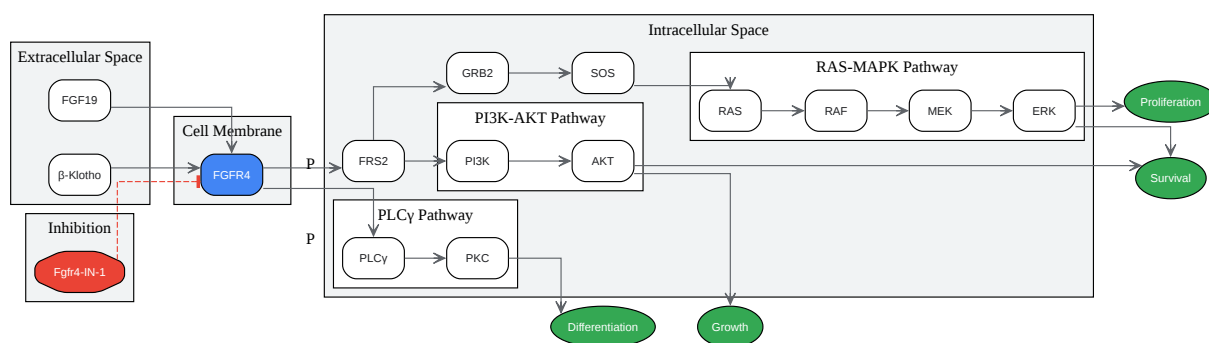 Intracellular Space
Extracellular Space
FGF19
β-Klotho
Cell Membrane
FGFR4
Inhibition
Fgfr4-IN-1
P
P
FRS2
GRB2
SOS
PI3K-AKT Pathway
PI3K
AKT
PLCγ Pathway
PLCγ
PKC
RAS-MAPK Pathway
RAS
RAF
MEK
ERK
Proliferation
Survival
Differentiation
Growth